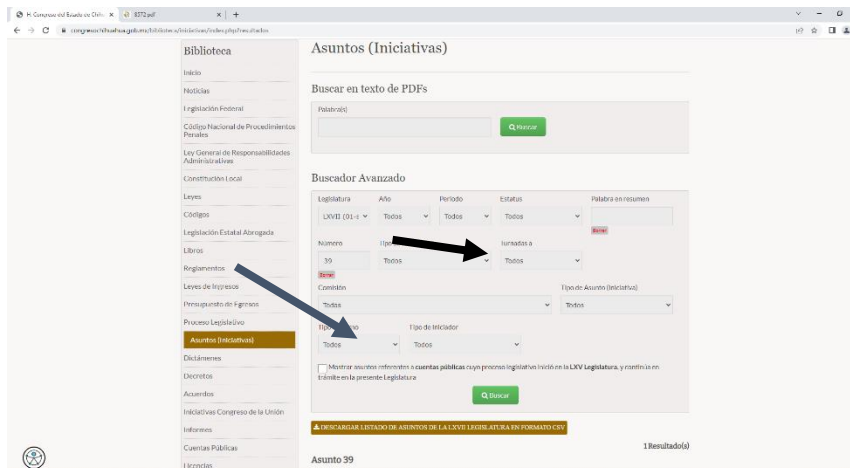 H. Congreso del Estado de Chih
8372.pdf
congresochihuahua.gob.mx/biblioteca/iniciativas/index.php/resultados
Biblioteca
Inicio
Noticias
Legislación Federal
Código Nacional de Procedimientos
Penales
Ley General de Responsabilidades
Administrativas
Constitución Local
Leyes
Códigos
Legislación Estatal Abrogada
Libros
Reglamentos
Leyes de Ingresos
Presupuesto de Egresos
Proceso Legislativo
Asuntos (Iniciativas)
Dictámenes
Decretos
Acuerdos
Iniciativas Congreso de la Unión
Informes
Cuentas Públicas
Licencias
Asuntos (Iniciativas)
Buscar en texto de PDFs
Palabra(s)
Buscar
Buscador Avanzado
Legislatura Año Periodo Estatus Palabra en resumen
LXVII (01-s Todos Todos Todos
Borrar
Número Tipo Turnadas a
39 Todos Todos
Borrar
Comisión Tipo de Asunto (Iniciativa)
Todas Todos
Tipo Tipo de Iniciador
Todos Todos
Mostrar asuntos referentes a cuentas públicas cuyo proceso legislativo inició en la LXV Legislatura, y continúa en
trámite en la presente Legislatura
Buscar
DESCARGAR LISTADO DE ASUNTOS DE LA LXVII LEGISLATURA EN FORMATO CSV
1 Resultado(s)
Asunto 39